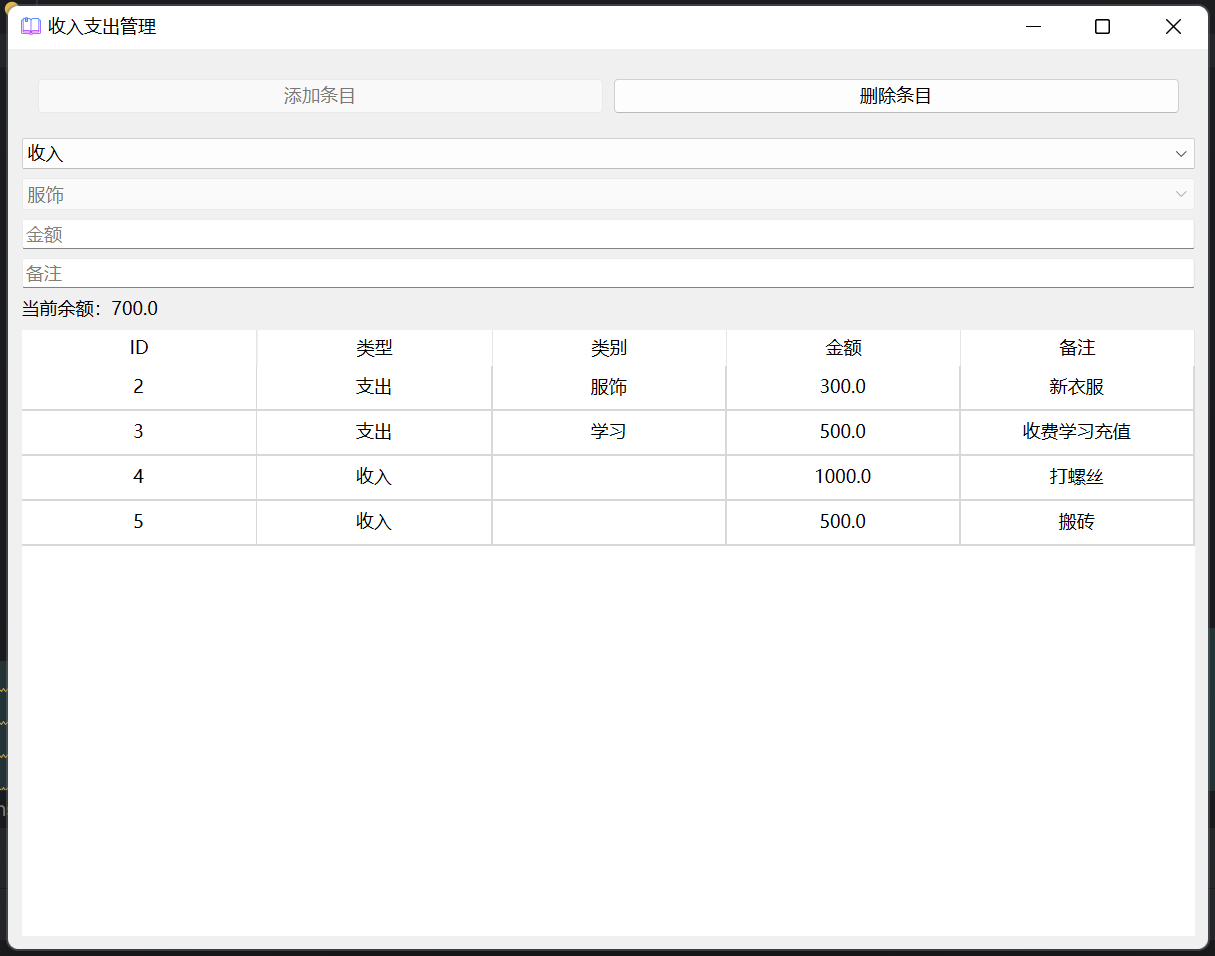 收入支出管理
添加条目 删除条目
收入
服饰
金额
备注
当前余额：700.0
ID 类型 类别 金额 备注
2 支出 服饰 300.0 新衣服
3 支出 学习 500.0 收费学习充值
4 收入 1000.0 打螺丝
5 收入 500.0 搬砖